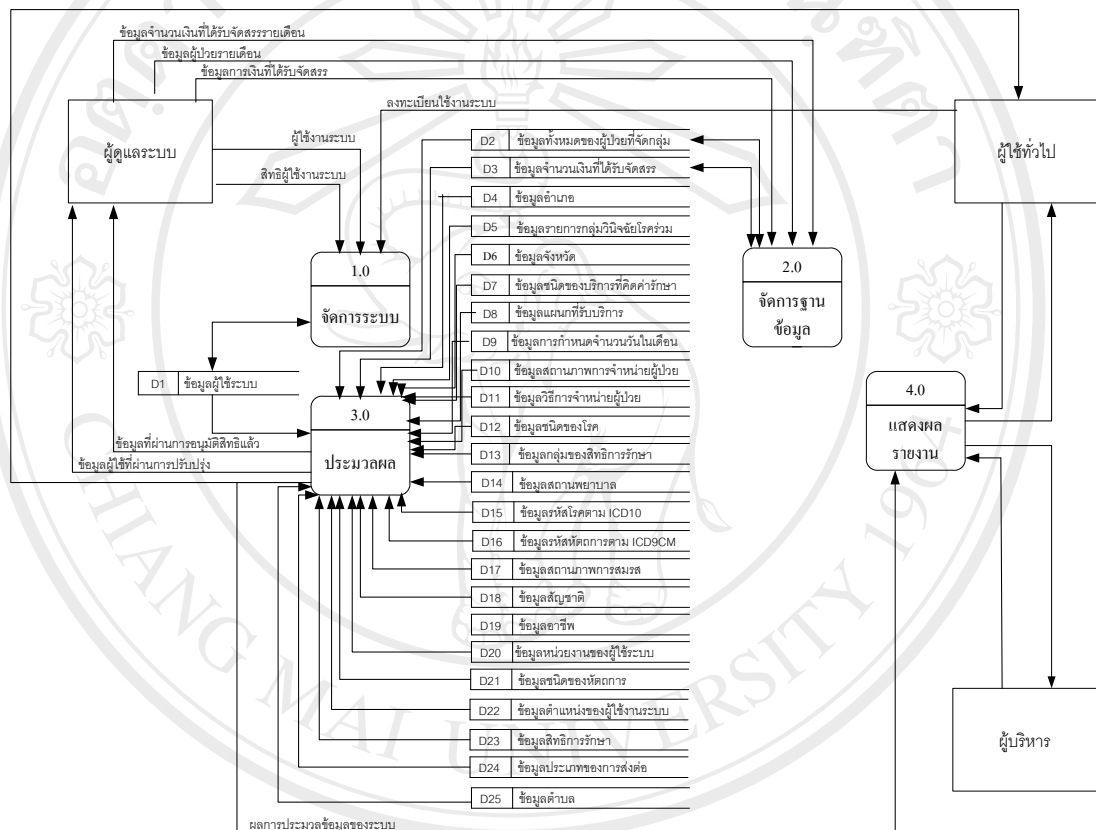 ข้อมูลจำนวนเงินที่ได้รับจัดสรรรายเดือน
ข้อมูลผู้ป่วยรายเดือน
ข้อมูลการเงินที่ได้รับจัดสรร
ลงทะเบียนใช้งานระบบ
ผู้ดูแลระบบ
ผู้ใช้งานระบบ
สิทธิผู้ใช้งานระบบ
ผู้ใช้ทั่วไป
D2 ข้อมูลทั้งหมดของผู้ป่วยที่จัดกลุ่ม
D3 ข้อมูลจำนวนเงินที่ได้รับจัดสรร
D4 ข้อมูลอำเภอ
D5 ข้อมูลรายการกลุ่มวินิจฉัยโรคร่วม
D6 ข้อมูลจังหวัด
D7 ข้อมูลชนิดของบริการที่คิดค่ารักษา
D8 ข้อมูลแผนกที่รับบริการ
D9 ข้อมูลการกำหนดจำนวนวันในเดือน
D10 ข้อมูลสถานภาพการจำหน่ายผู้ป่วย
D11 ข้อมูลวิธีการจำหน่ายผู้ป่วย
D12 ข้อมูลชนิดของโรค
D13 ข้อมูลกลุ่มของสิทธิการรักษา
D14 ข้อมูลสถานพยาบาล
D15 ข้อมูลรหัสโรคตาม ICD10
D16 ข้อมูลรหัสหัตถการตาม ICD9CM
D17 ข้อมูลสถานภาพการสมรส
D18 ข้อมูลสัญชาติ
D19 ข้อมูลอาชีพ
D20 ข้อมูลหน่วยงานของผู้ใช้ระบบ
D21 ข้อมูลชนิดของหัตถการ
D22 ข้อมูลตำแหน่งของผู้ใช้งานระบบ
D23 ข้อมูลสิทธิการรักษา
D24 ข้อมูลประเภทของการส่งต่อ
D25 ข้อมูลตำบล
1.0
จัดการระบบ
2.0
จัดการฐาน
ข้อมูล
D1 ข้อมูลผู้ใช้ระบบ
3.0
ประมวลผล
4.0
แสดงผล
รายงาน
ข้อมูลที่ผ่านการอนุมัติสิทธิแล้ว
ข้อมูลผู้ใช้ที่ผ่านการปรับปรุง
ผู้บริหาร
ผลการประมวลข้อมูลของระบบ
CHIANG MAI UNIVERSITY 1964